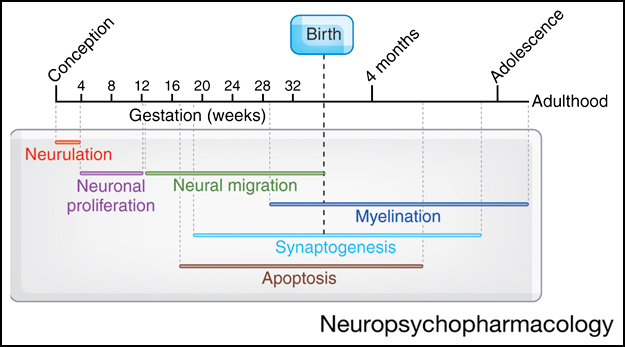 Birth
Conception
4 months
Adolescence
4 8 12 16 20 24 28 32
Adulthood
Gestation (weeks)
Neurulation
Neuronal
proliferation
Neural migration
Myelination
Synaptogenesis
Apoptosis
Neuropsychopharmacology